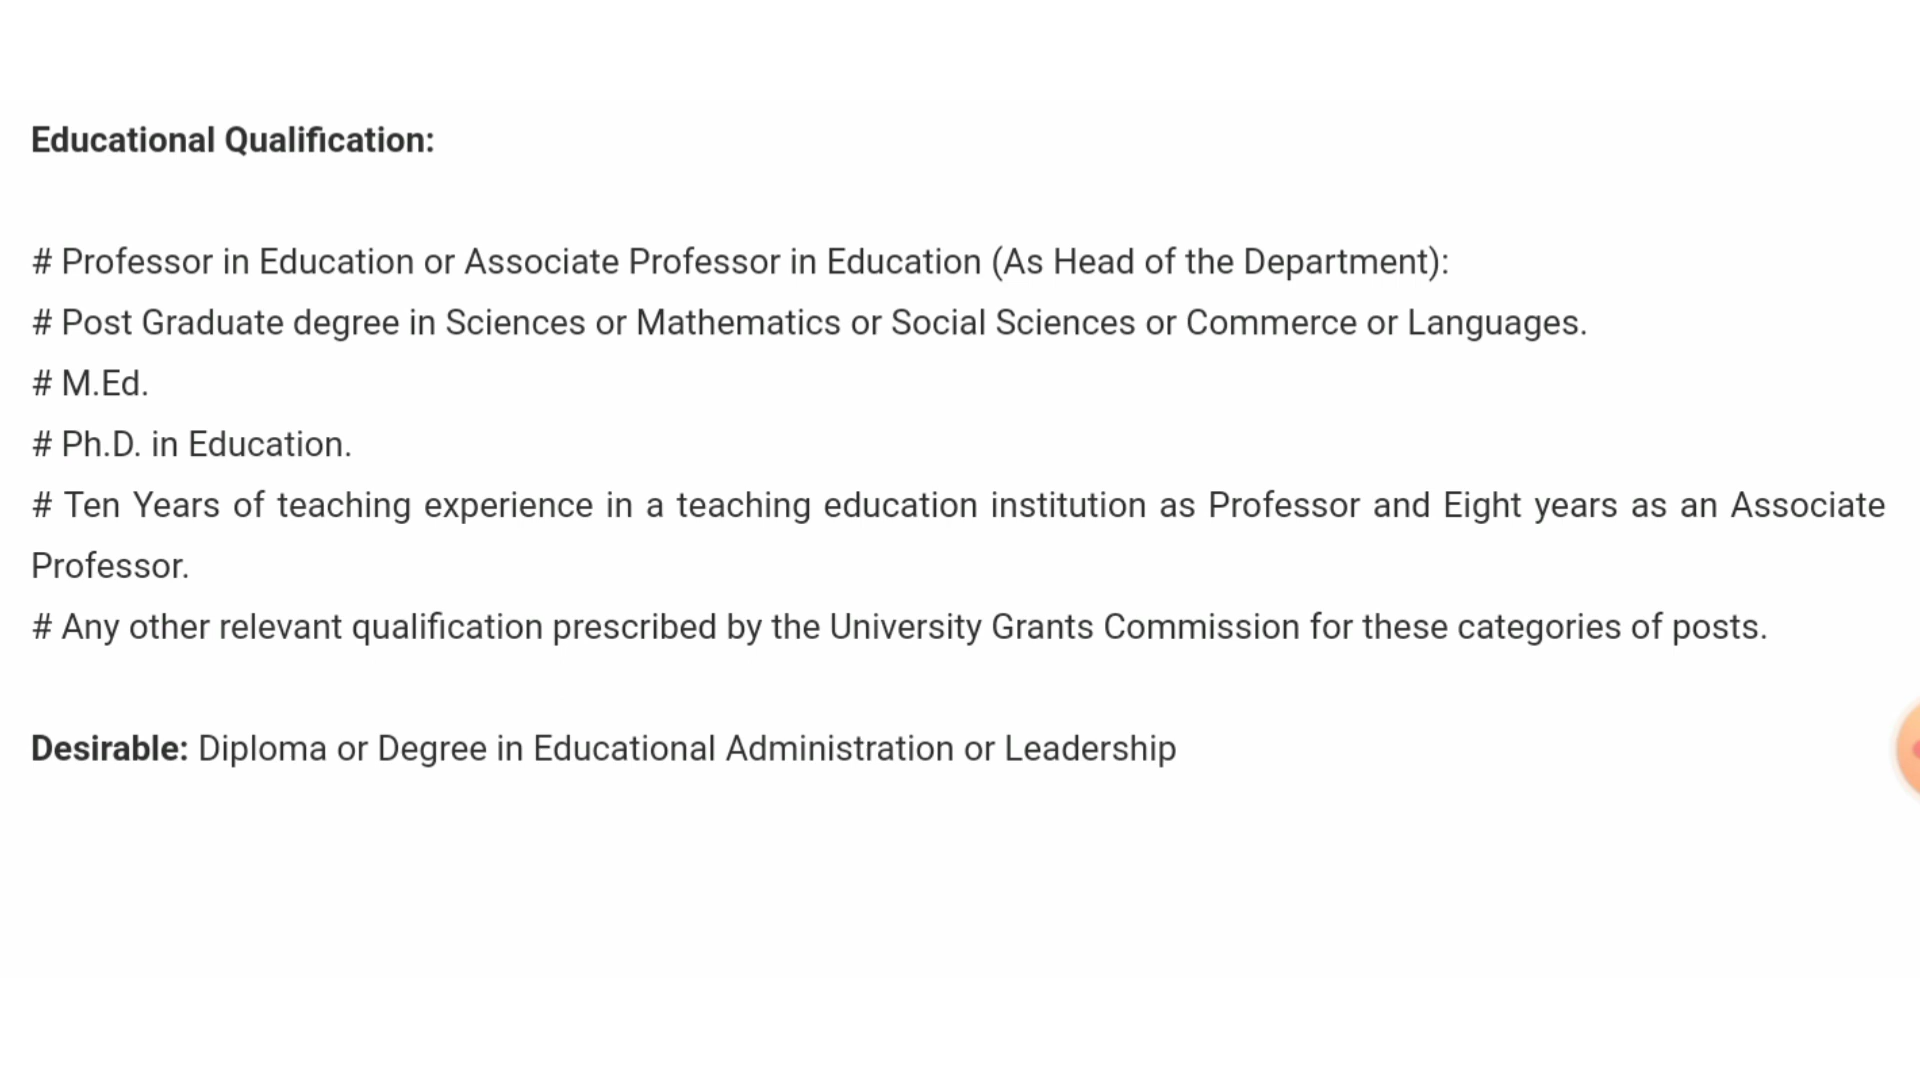 Educational Qualification:
# Professor in Education or Associate Professor in Education (As Head of the Department):
# Post Graduate degree in Sciences or Mathematics or Social Sciences or Commerce or Languages.
# M.Ed.
# Ph.D. in Education.
# Ten Years of teaching experience in a teaching education institution as Professor and Eight years as an Associate
Professor.
# Any other relevant qualification prescribed by the University Grants Commission for these categories of posts.
Desirable: Diploma or Degree in Educational Administration or Leadership